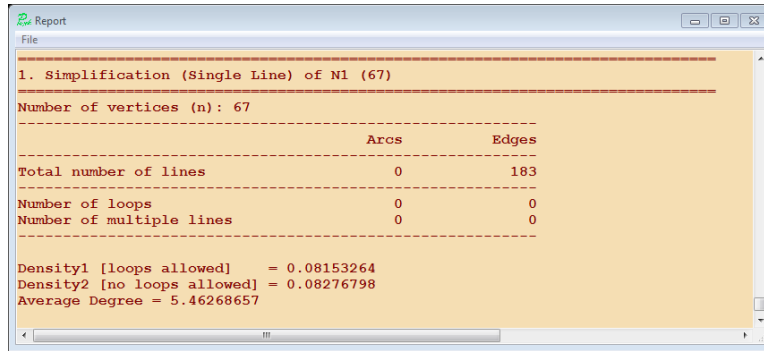 Report
File
==============================================================================
1. Simplification (Single Line) of N1 (67)
==============================================================================
Number of vertices (n): 67
----------------------------------------------------------
Arcs Edges
----------------------------------------------------------
Total number of lines 0 183
----------------------------------------------------------
Number of loops 0 0
Number of multiple lines 0 0
----------------------------------------------------------
Density1 [loops allowed] = 0.08153264
Density2 [no loops allowed] = 0.08276798
Average Degree = 5.46268657